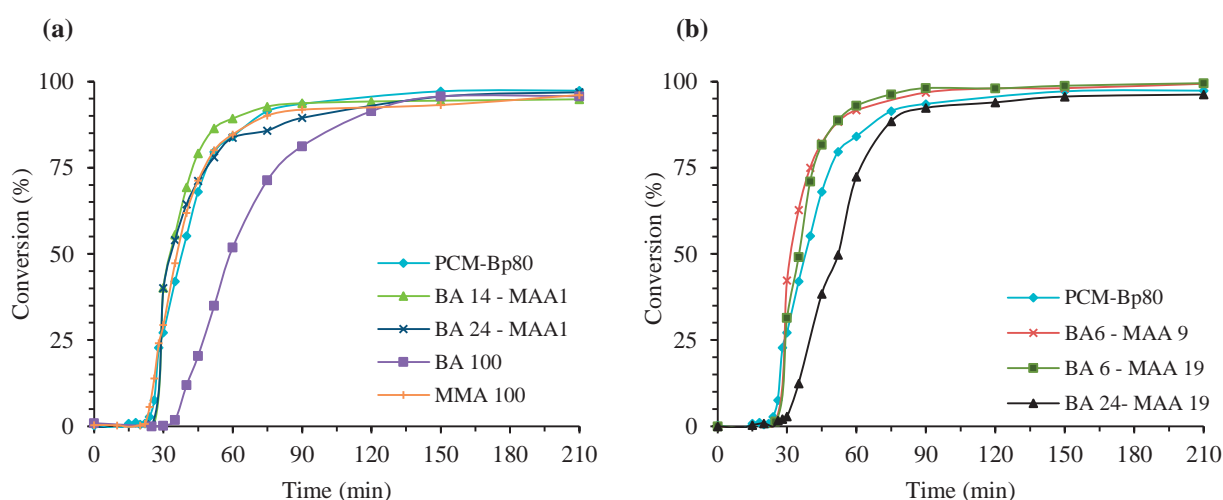 (a)
Conversion (%)
100
75
50
25
0
0 30 60 90 120 150 180 210
Time (min)
PCM-Bp80
BA 14 - MAA1
BA 24 - MAA1
BA 100
MMA 100
(b)
Conversion (%)
100
75
50
25
0
0 30 60 90 120 150 180 210
Time (min)
PCM-Bp80
BA6 - MAA 9
BA 6 - MAA 19
BA 24- MAA 19